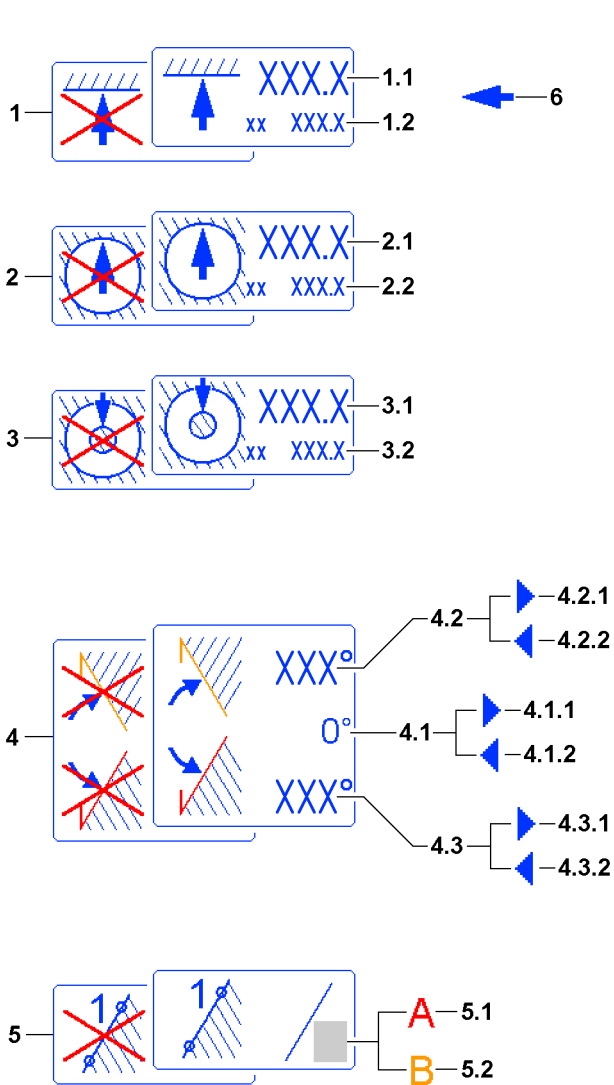 XXX.X 1.1
6
1
xx XXX.X 1.2
XXX.X 2.1
2
xx XXX.X 2.2
XXX.X 3.1
3
xx XXX.X 3.2
4.2.1
4.2
4.2.2
XXX°
4.1.1
4 0° 4.1
4.1.2
XXX°
4.3.1
4.3
4.3.2
1 1
A 5.1
5
B 5.2